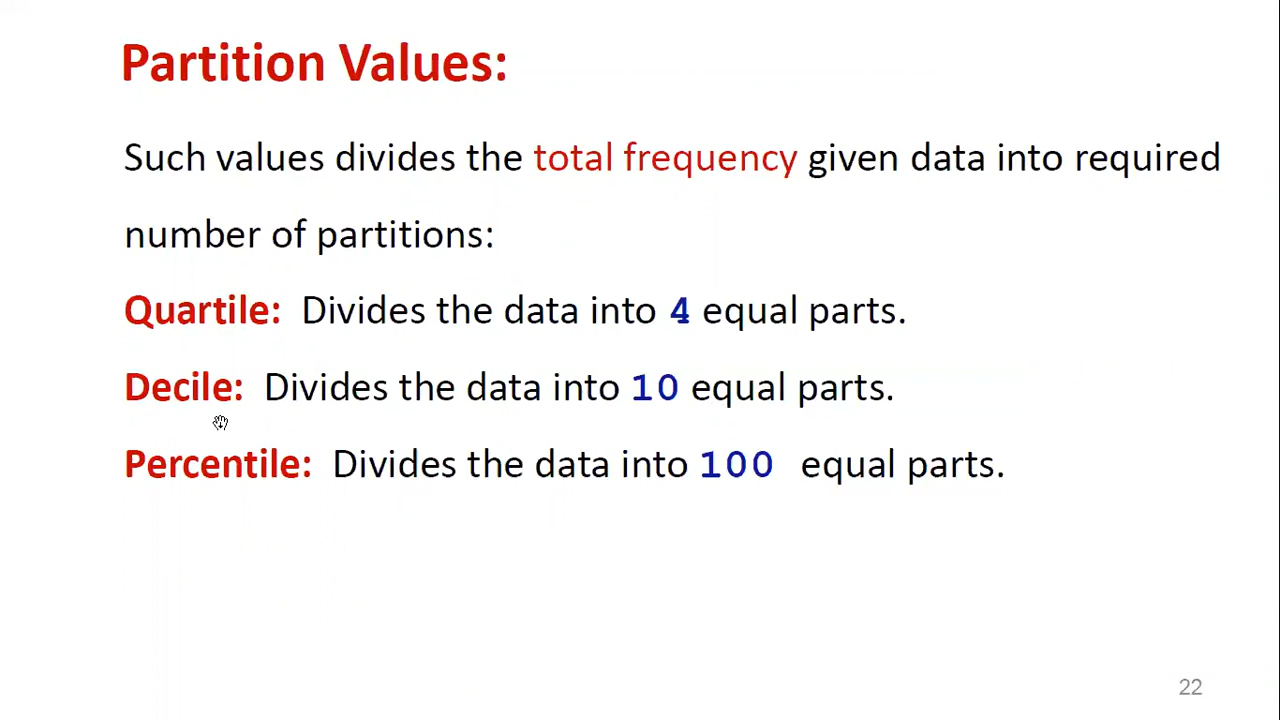 Partition Values:
Such values divides the total frequency given data into required
number of partitions:
Quartile: Divides the data into 4 equal parts.
Decile: Divides the data into 10 equal parts.
Percentile: Divides the data into 100 equal parts.
22